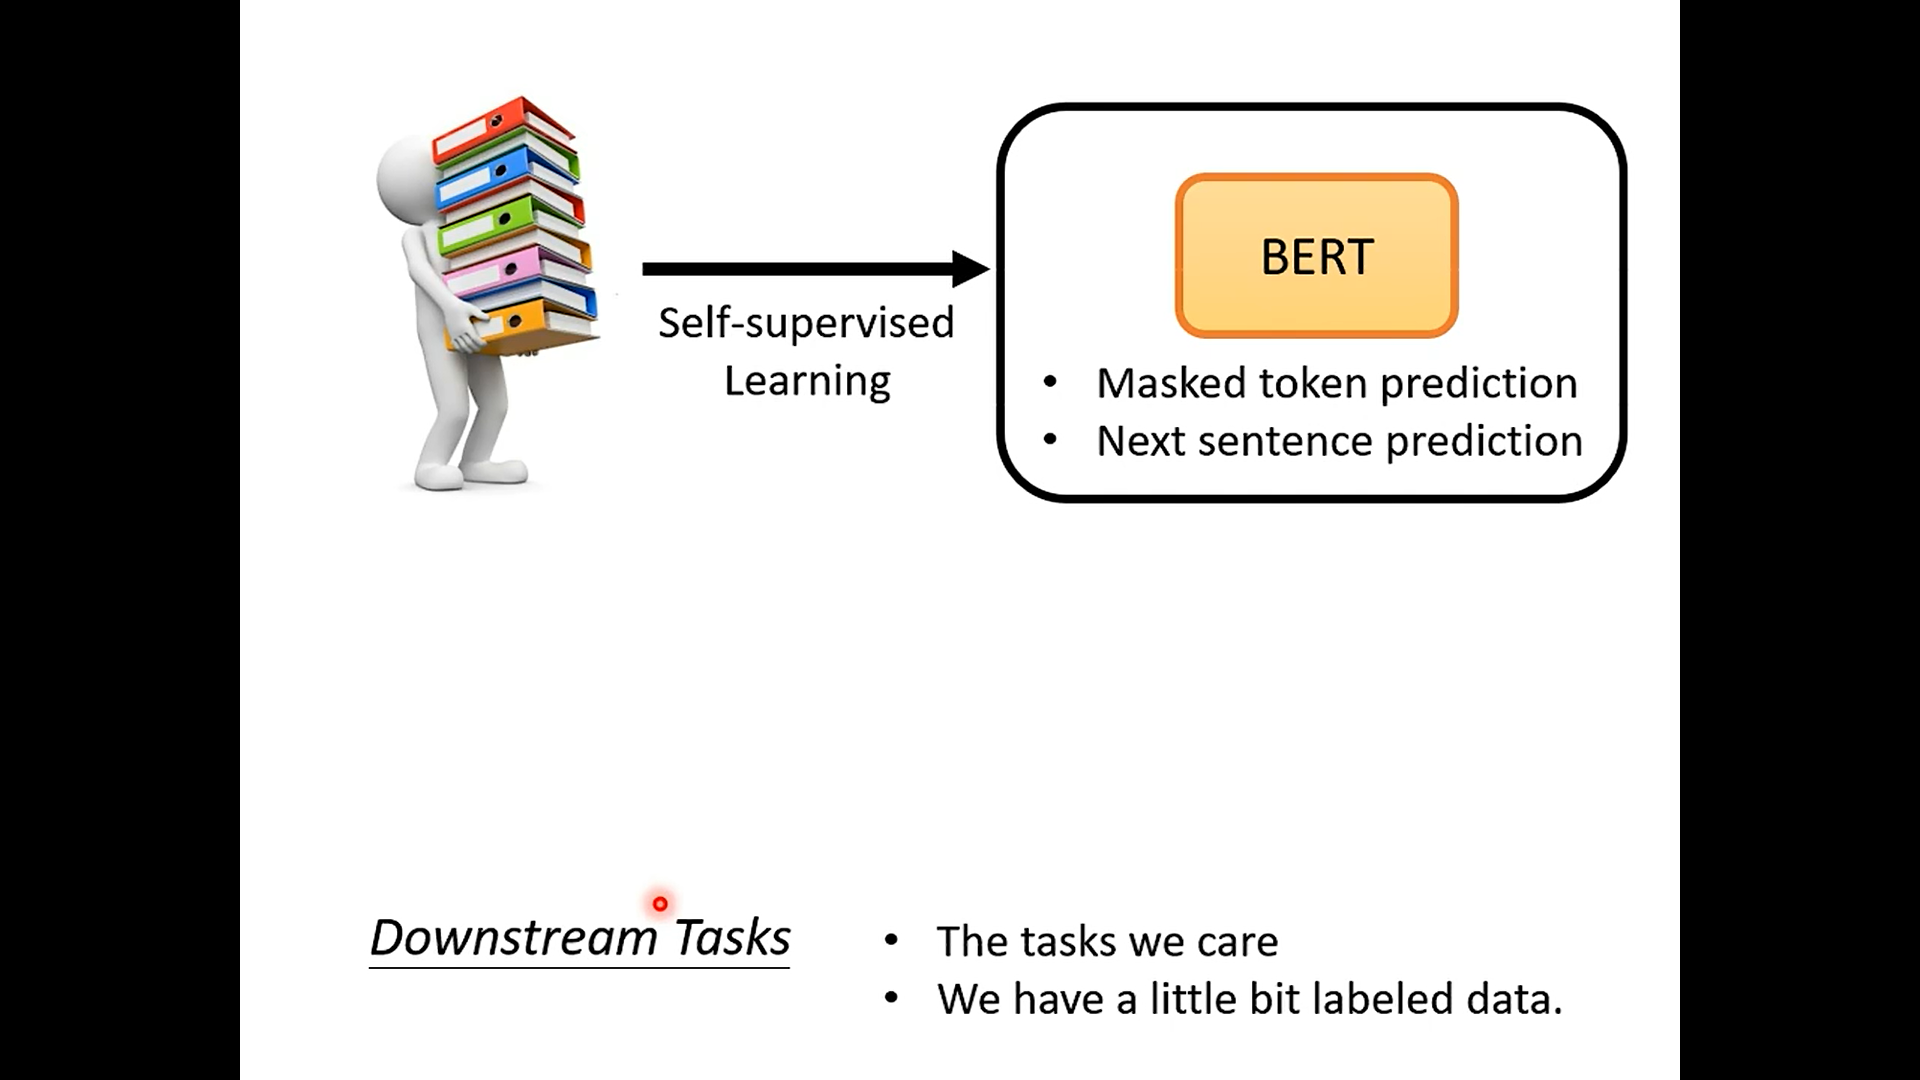 Self-supervised
Learning
BERT
• Masked token prediction
• Next sentence prediction
Downstream Tasks
• The tasks we care
• We have a little bit labeled data.